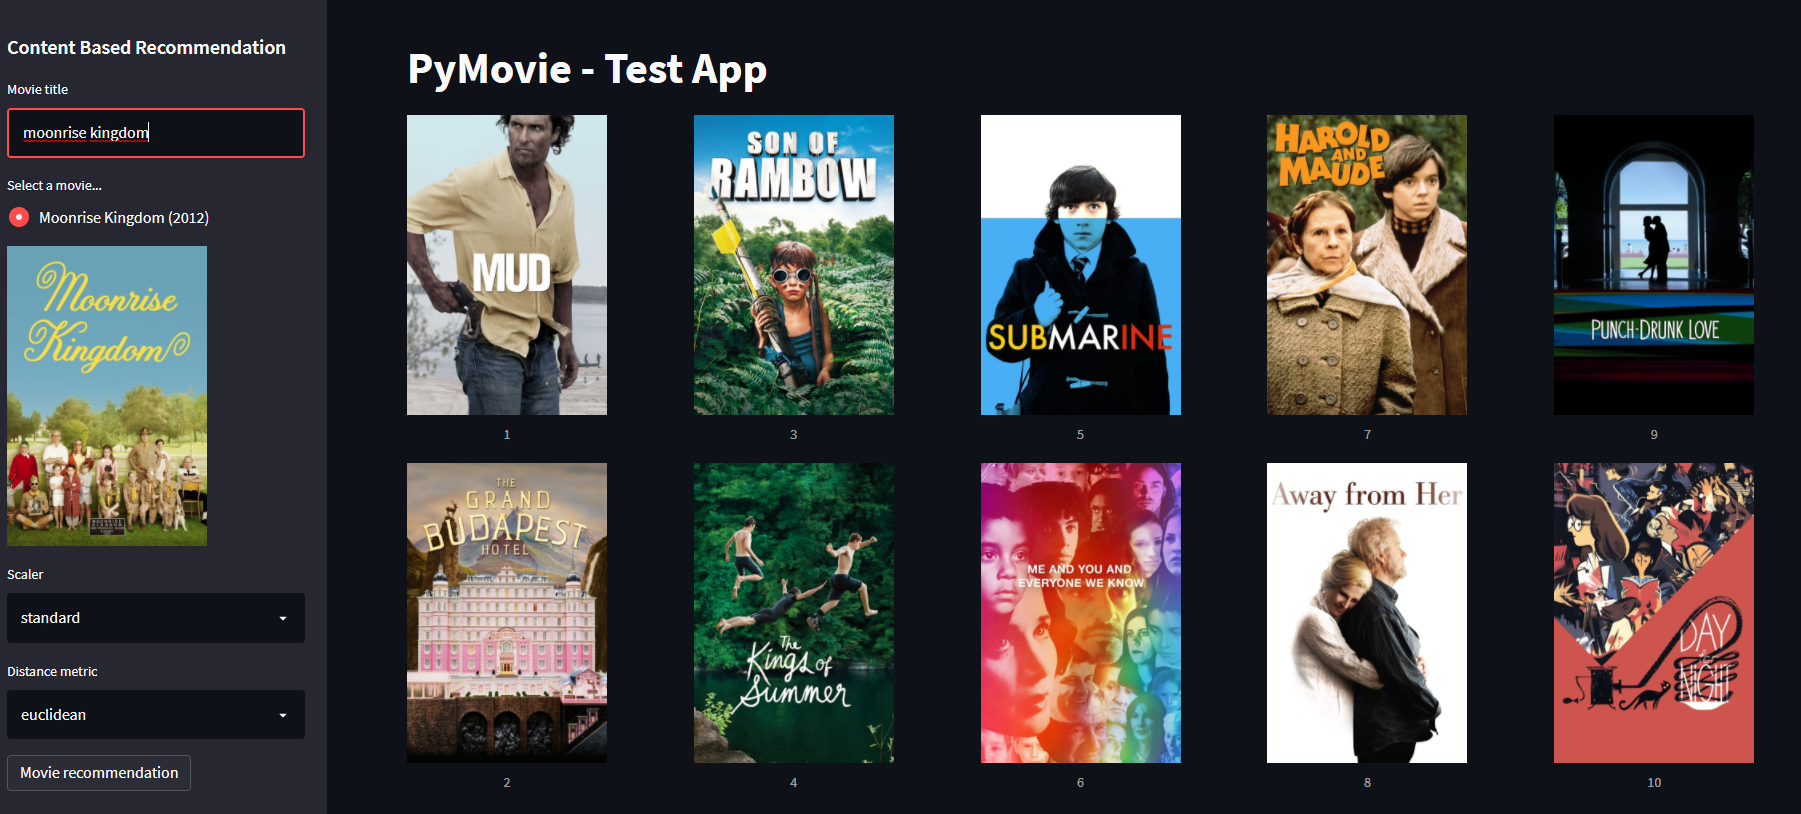 Content Based Recommendation
Movie title
moonrise kingdom
Select a movie...
Moonrise Kingdom (2012)
Moonrise
Kingdom
MOONRISE
KINGDOM
Scaler
standard
Distance metric
euclidean
Movie recommendation
PyMovie - Test App
MUD
1
SON OF
RAMBOW
3
SUBMARINE
5
HAROLD
AND
MAUDE
7
PUNCH-DRUNK LOVE
9
THE
GRAND
BUDAPEST
HOTEL
2
The
Kings of
Summer
4
ME AND YOU AND
EVERYONE WE KNOW
6
Away from Her
8
DAY
for
NIGHT
10